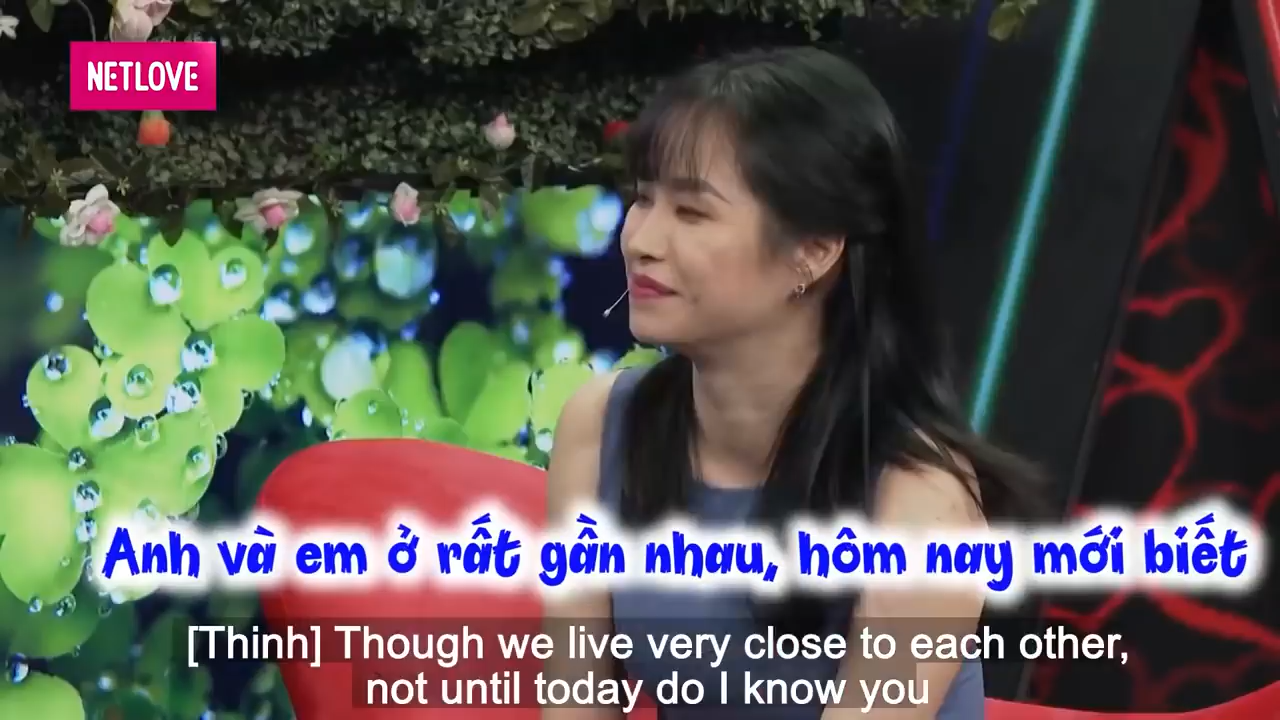 NETLOVE
Anh và em ở rất gần nhau, hôm nay mới biết
[Thinh] Though we live very close to each other,
not until today do I know you